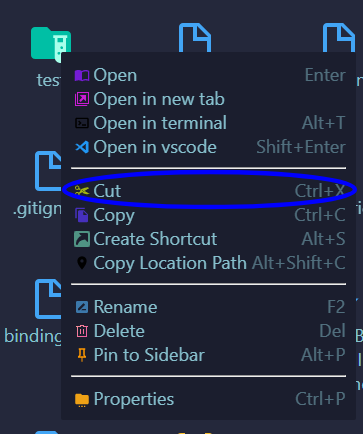 test
Open Enter
Open in new tab
Open in terminal Alt+T
Open in vscode Shift+Enter
Cut Ctrl+X
.gitign
Copy Ctrl+C
Create Shortcut Alt+S
Copy Location Path Alt+Shift+C
Rename F2
binding
Delete Del
Pin to Sidebar Alt+P
Properties Ctrl+P